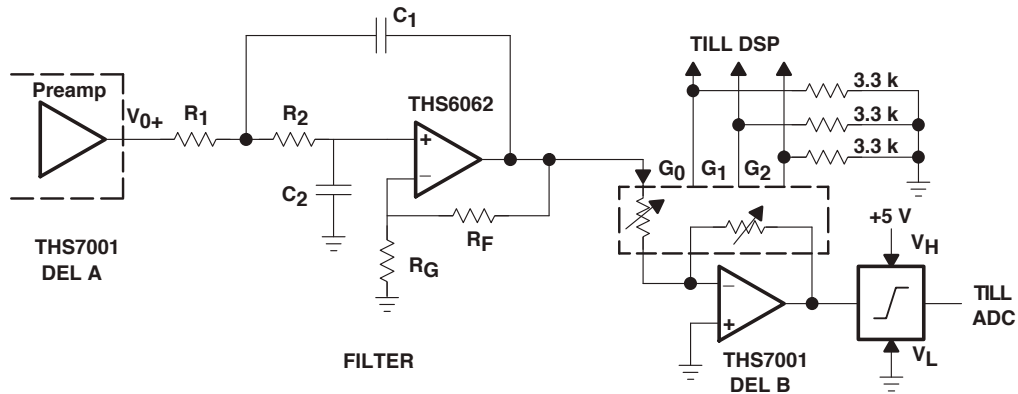 C1
TILL DSP
Preamp
V0+
R1
R2
THS6062
3.3 k
3.3 k
3.3 k
+
–
C2
RF
RG
G0 G1 G2
+5 V
VH
THS7001
DEL A
–
+
TILL
ADC
VL
FILTER
THS7001
DEL B